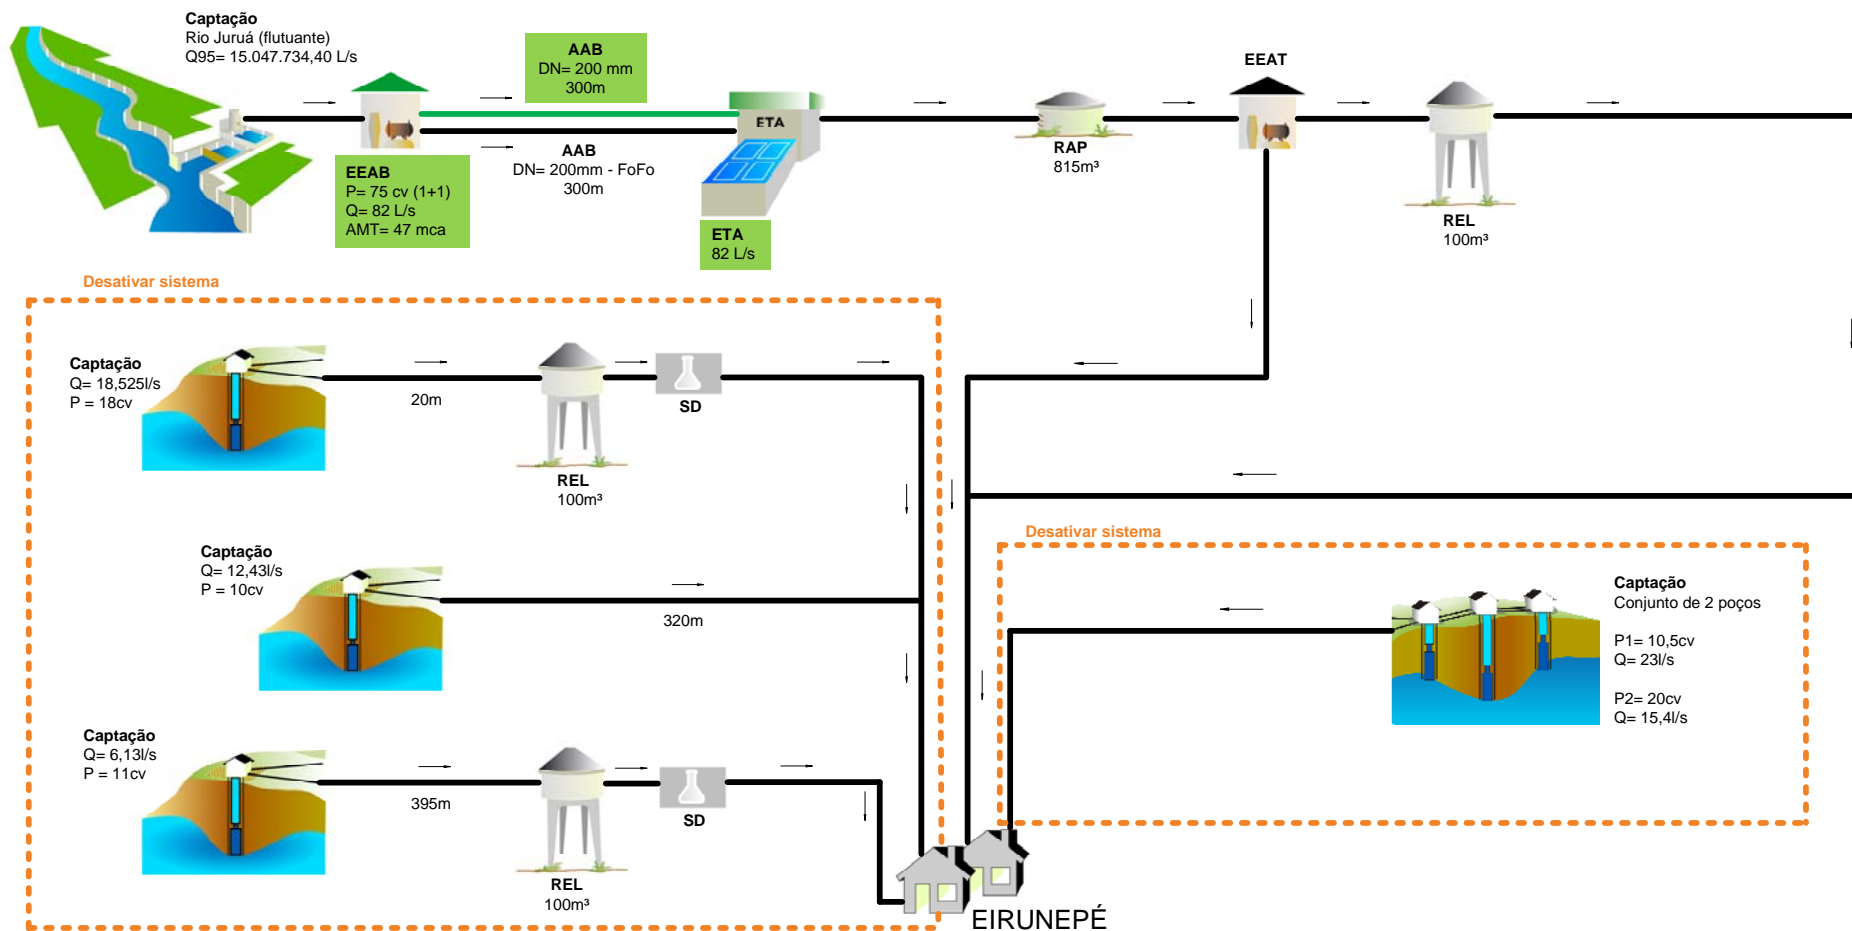 Captação
Rio Juruá (flutuante)
Q95= 15.047.734,40 L/s
AAB
DN= 200 mm
300m
EEAT
ETA
AAB
DN= 200mm - FoFo
300m
EEAB
P= 75 cv (1+1)
Q= 82 L/s
AMT= 47 mca
ETA
82 L/s
RAP
815m³
REL
100m³
Desativar sistema
Captação
Q= 18,525l/s
P = 18cv
20m
SD
REL
100m³
Captação
Q= 12,43l/s
P = 10cv
320m
Captação
Q= 6,13l/s
P = 11cv
395m
SD
REL
100m³
Desativar sistema
Captação
Conjunto de 2 poços
P1= 10,5cv
Q= 23l/s
P2= 20cv
Q= 15,4l/s
EIRUNEPÉ